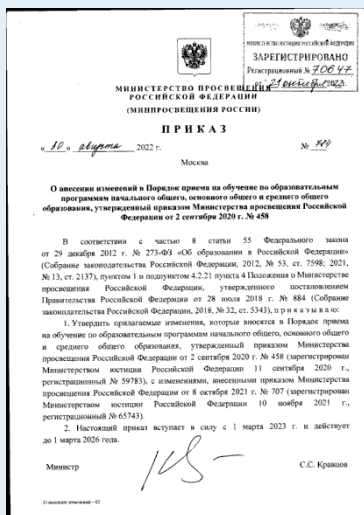 МИНИСТЕРСТВО ЮСТИЦИИ РОССИЙСКОЙ ФЕДЕРАЦИИ
ЗАРЕГИСТРИРОВАНО
Регистрационный № 70647
МИНИСТЕРСТВО ПРОСВЕЩЕНИЯ
РОССИЙСКОЙ ФЕДЕРАЦИИ
(МИНПРОСВЕЩЕНИЯ РОССИИ)
ПРИКАЗ
«30» августа 2022 г. №
Москва
О внесении изменений в Порядок приема на обучение по образовательным
программам начального общего, основного общего и среднего общего
образования, утвержденный приказом Министерства просвещения Российской
Федерации от 2 сентября 2020 г. № 458
В соответствии с частью 8 статьи 55 Федерального закона
от 29 декабря 2012 г. № 273-ФЗ «Об образовании в Российской Федерации»
(Собрание законодательства Российской Федерации, 2012, № 53, ст. 7598; 2021,
№ 13, ст. 2137), пунктом 1 и подпунктом 4.2.21 пункта 4 Положения о Министерстве
просвещения Российской Федерации, утвержденного постановлением
Правительства Российской Федерации от 28 июля 2018 г. № 884 (Собрание
законодательства Российской Федерации, 2018, № 32, ст. 5343), приказываю:
1. Утвердить прилагаемые изменения, которые вносятся в Порядок приема
на обучение по образовательным программам начального общего, основного общего
и среднего общего образования, утвержденный приказом Министерства
просвещения Российской Федерации от 2 сентября 2020 г. № 458 (зарегистрирован
Министерством юстиции Российской Федерации 11 сентября 2020 г.,
регистрационный № 59783), с изменениями, внесенными приказом Министерства
просвещения Российской Федерации от 8 октября 2021 г. № 707 (зарегистрирован
Министерством юстиции Российской Федерации 10 ноября 2021 г.,
регистрационный № 65743).
2. Настоящий приказ вступает в силу с 1 марта 2023 г. и действует
до 1 марта 2026 года.
Министр С.С. Кравцов
О внесении изменений – 03